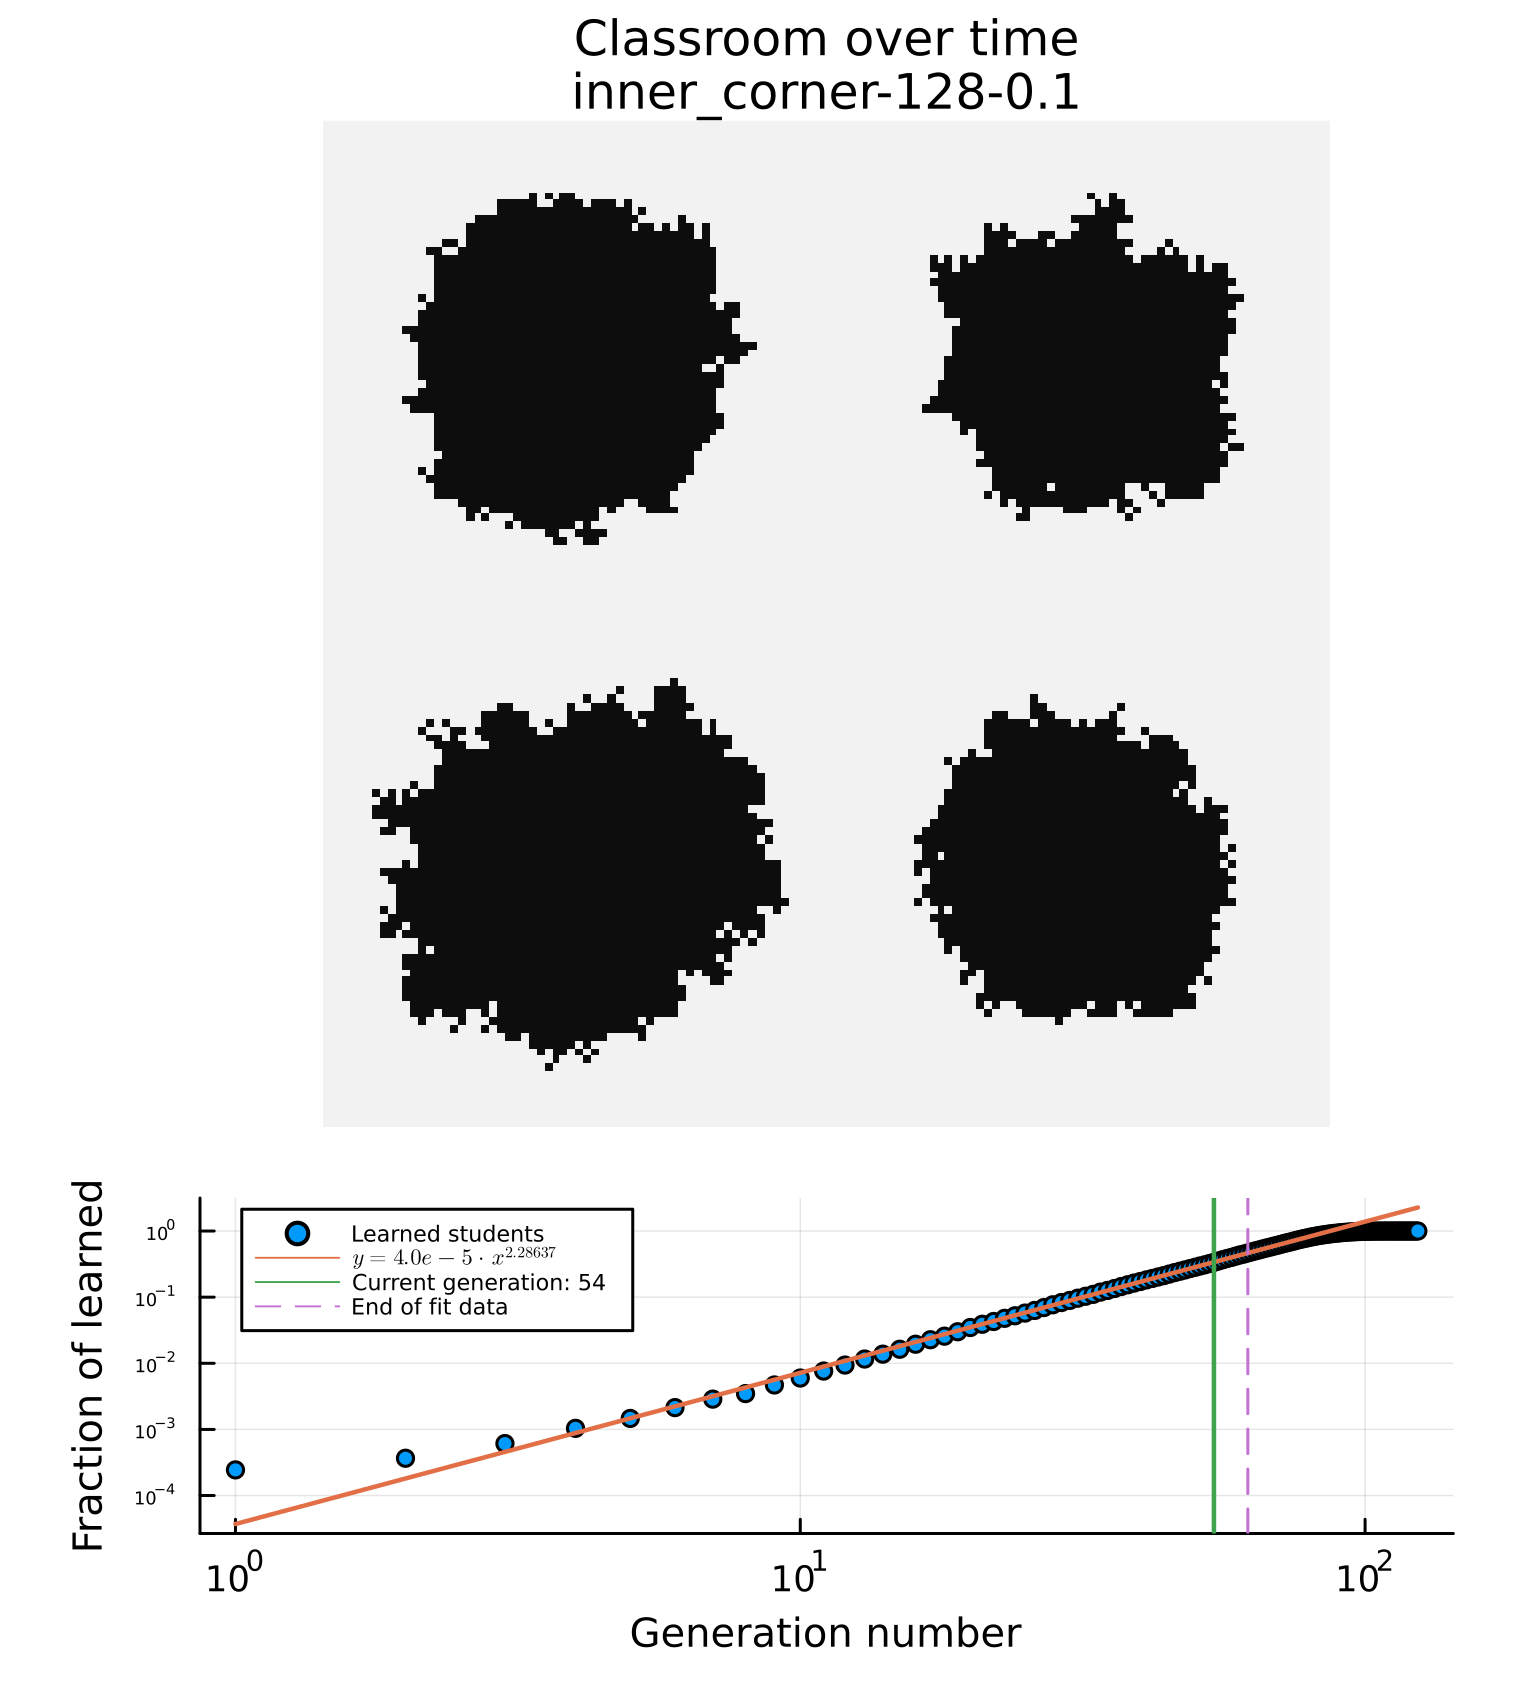 Classroom over time
inner_corner-128-0.1
Fraction of learned
10^0
10^-1
10^-2
10^-3
10^-4
Learned students
y = 4.0e − 5 · x^2.28637
Current generation: 54
End of fit data
10^0
10^1
10^2
Generation number